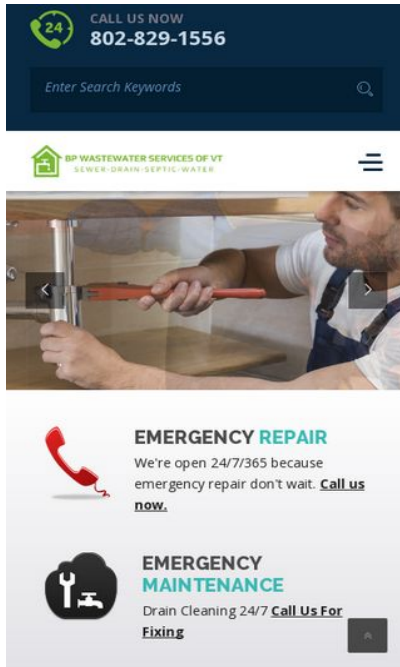 24
CALL US NOW
802-829-1556
Enter Search Keywords
BP WASTEWATER SERVICES OF VT
SEWER-DRAIN-SEPTIC-WATER
EMERGENCY REPAIR
We're open 24/7/365 because
emergency repair don't wait. Call us
now.
EMERGENCY
MAINTENANCE
Drain Cleaning 24/7 Call Us For
Fixing